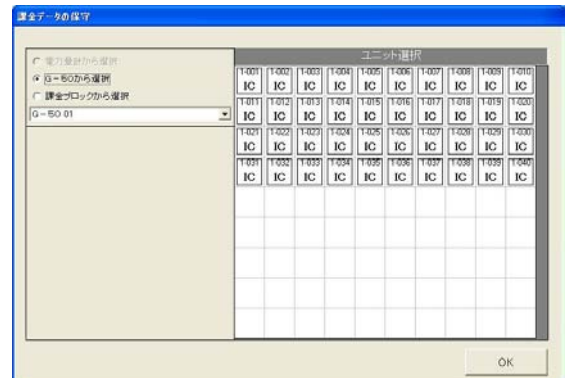 課金データの保守
電力量計から選択
G-50から選択
課金ブロックから選択
G-50 01
ユニット選択
1-001 1-002 1-003 1-004 1-005 1-006 1-007 1-008 1-009 1-010
IC IC IC IC IC IC IC IC IC IC
1-011 1-012 1-013 1-014 1-015 1-016 1-017 1-018 1-019 1-020
IC IC IC IC IC IC IC IC IC IC
1-021 1-022 1-023 1-024 1-025 1-026 1-027 1-028 1-029 1-030
IC IC IC IC IC IC IC IC IC IC
1-031 1-032 1-033 1-034 1-035 1-036 1-037 1-038 1-039 1-040
IC IC IC IC IC IC IC IC IC IC
OK